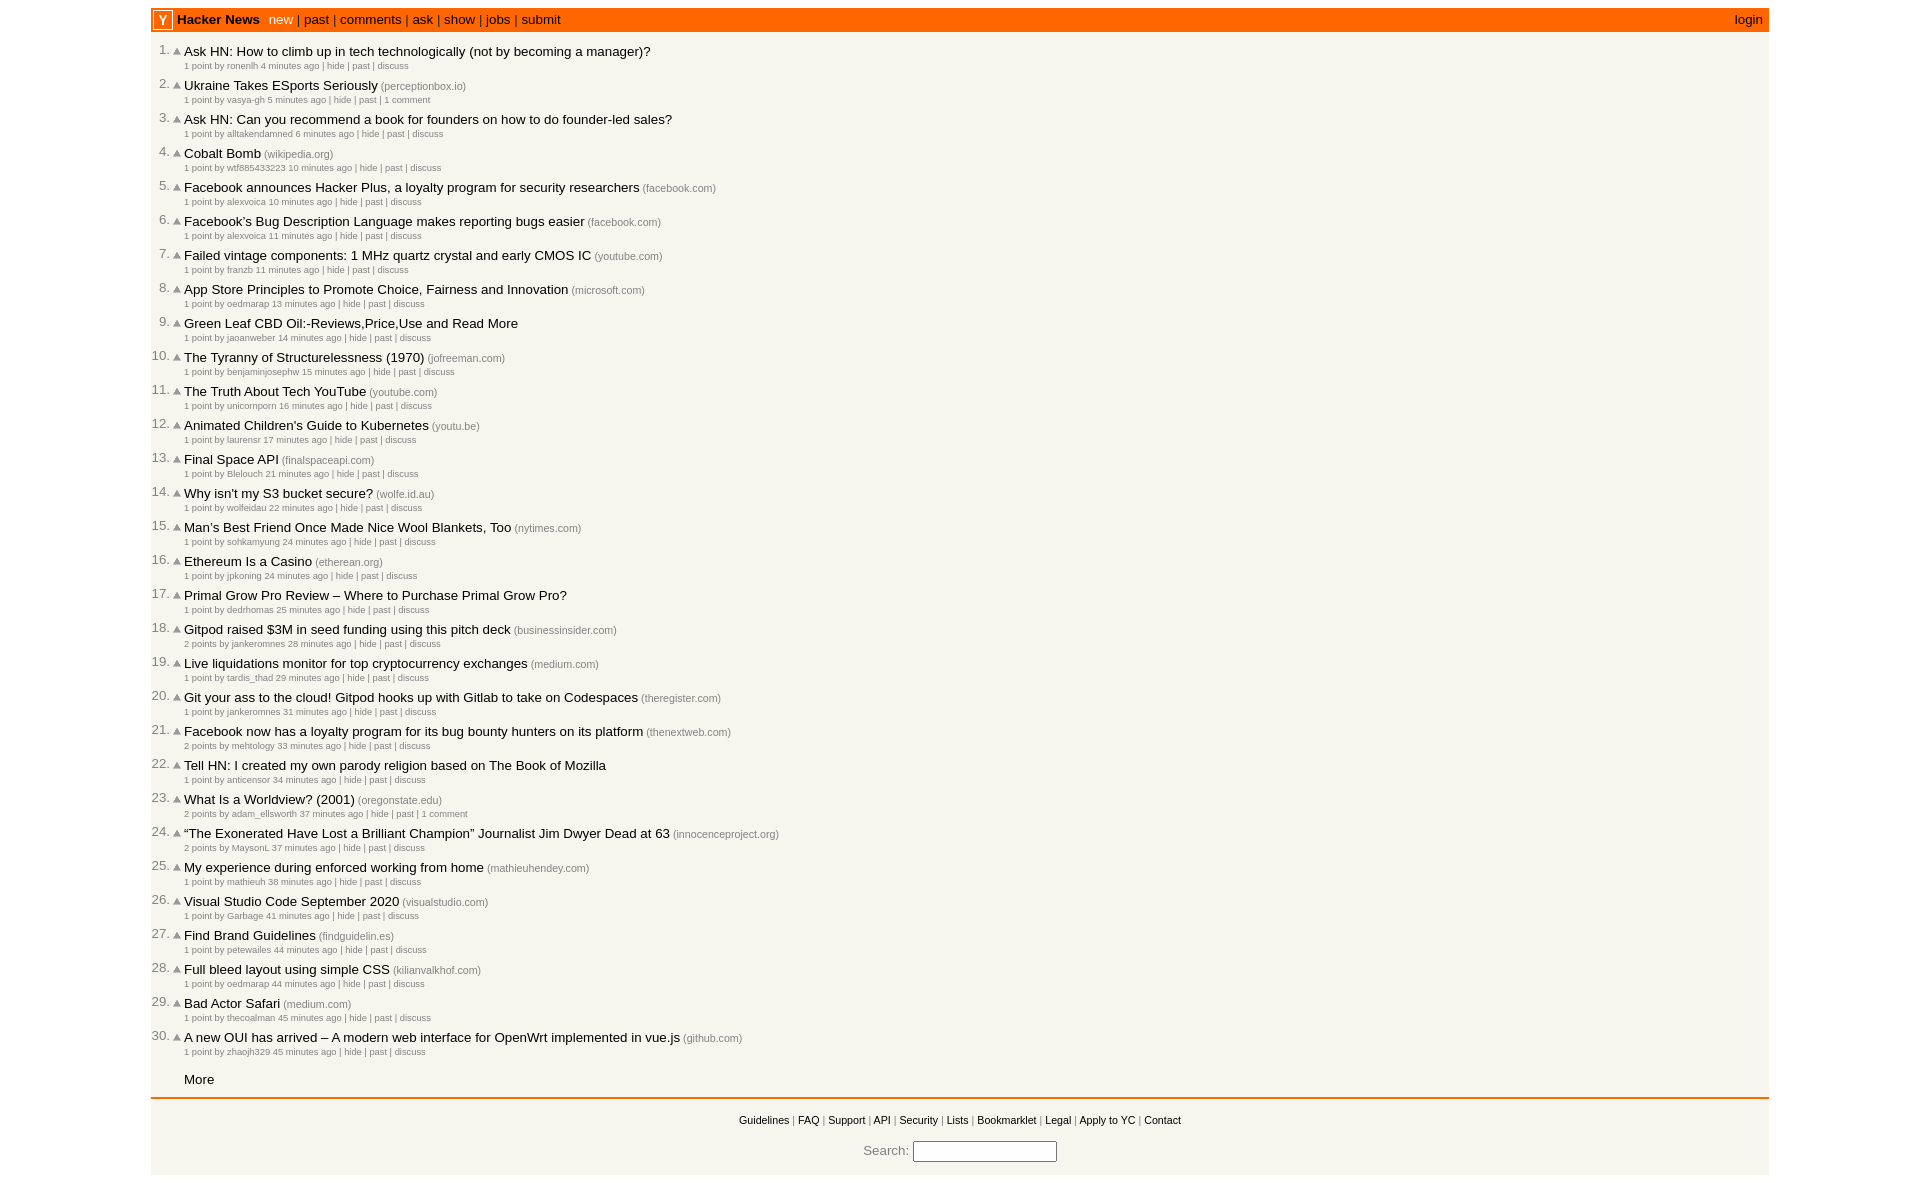 Y Hacker News new | past | comments | ask | show | jobs | submit login
1. Ask HN: How to climb up in tech technologically (not by becoming a manager)?
1 point by ronenlh 4 minutes ago | hide | past | discuss
2. Ukraine Takes ESports Seriously (perceptionbox.io)
1 point by vasya-gh 5 minutes ago | hide | past | 1 comment
3. Ask HN: Can you recommend a book for founders on how to do founder-led sales?
1 point by alltakendamned 6 minutes ago | hide | past | discuss
4. Cobalt Bomb (wikipedia.org)
1 point by wtf885433223 10 minutes ago | hide | past | discuss
5. Facebook announces Hacker Plus, a loyalty program for security researchers (facebook.com)
1 point by alexvoica 10 minutes ago | hide | past | discuss
6. Facebook’s Bug Description Language makes reporting bugs easier (facebook.com)
1 point by alexvoica 11 minutes ago | hide | past | discuss
7. Failed vintage components: 1 MHz quartz crystal and early CMOS IC (youtube.com)
1 point by franzb 11 minutes ago | hide | past | discuss
8. App Store Principles to Promote Choice, Fairness and Innovation (microsoft.com)
1 point by oedmarap 13 minutes ago | hide | past | discuss
9. Green Leaf CBD Oil:-Reviews,Price,Use and Read More
1 point by jaoanweber 14 minutes ago | hide | past | discuss
10. The Tyranny of Structurelessness (1970) (jofreeman.com)
1 point by benjaminjosephw 15 minutes ago | hide | past | discuss
11. The Truth About Tech YouTube (youtube.com)
1 point by unicornporn 16 minutes ago | hide | past | discuss
12. Animated Children's Guide to Kubernetes (youtu.be)
1 point by laurensr 17 minutes ago | hide | past | discuss
13. Final Space API (finalspaceapi.com)
1 point by Blelouch 21 minutes ago | hide | past | discuss
14. Why isn't my S3 bucket secure? (wolfe.id.au)
1 point by wolfeidau 22 minutes ago | hide | past | discuss
15. Man’s Best Friend Once Made Nice Wool Blankets, Too (nytimes.com)
1 point by sohkamyung 24 minutes ago | hide | past | discuss
16. Ethereum Is a Casino (etherean.org)
1 point by jpkoning 24 minutes ago | hide | past | discuss
17. Primal Grow Pro Review – Where to Purchase Primal Grow Pro?
1 point by dedrhomas 25 minutes ago | hide | past | discuss
18. Gitpod raised $3M in seed funding using this pitch deck (businessinsider.com)
2 points by jankeromnes 28 minutes ago | hide | past | discuss
19. Live liquidations monitor for top cryptocurrency exchanges (medium.com)
1 point by tardis_thad 29 minutes ago | hide | past | discuss
20. Git your ass to the cloud! Gitpod hooks up with Gitlab to take on Codespaces (theregister.com)
1 point by jankeromnes 31 minutes ago | hide | past | discuss
21. Facebook now has a loyalty program for its bug bounty hunters on its platform (thenextweb.com)
2 points by mehtology 33 minutes ago | hide | past | discuss
22. Tell HN: I created my own parody religion based on The Book of Mozilla
1 point by anticensor 34 minutes ago | hide | past | discuss
23. What Is a Worldview? (2001) (oregonstate.edu)
2 points by adam_ellsworth 37 minutes ago | hide | past | 1 comment
24. “The Exonerated Have Lost a Brilliant Champion” Journalist Jim Dwyer Dead at 63 (innocenceproject.org)
2 points by MaysonL 37 minutes ago | hide | past | discuss
25. My experience during enforced working from home (mathieuhendey.com)
1 point by mathieuh 38 minutes ago | hide | past | discuss
26. Visual Studio Code September 2020 (visualstudio.com)
1 point by Garbage 41 minutes ago | hide | past | discuss
27. Find Brand Guidelines (findguidelin.es)
1 point by petewailes 44 minutes ago | hide | past | discuss
28. Full bleed layout using simple CSS (kilianvalkhof.com)
1 point by oedmarap 44 minutes ago | hide | past | discuss
29. Bad Actor Safari (medium.com)
1 point by thecoalman 45 minutes ago | hide | past | discuss
30. A new OUI has arrived – A modern web interface for OpenWrt implemented in vue.js (github.com)
1 point by zhaojh329 45 minutes ago | hide | past | discuss
More
Guidelines | FAQ | Support | API | Security | Lists | Bookmarklet | Legal | Apply to YC | Contact
Search: